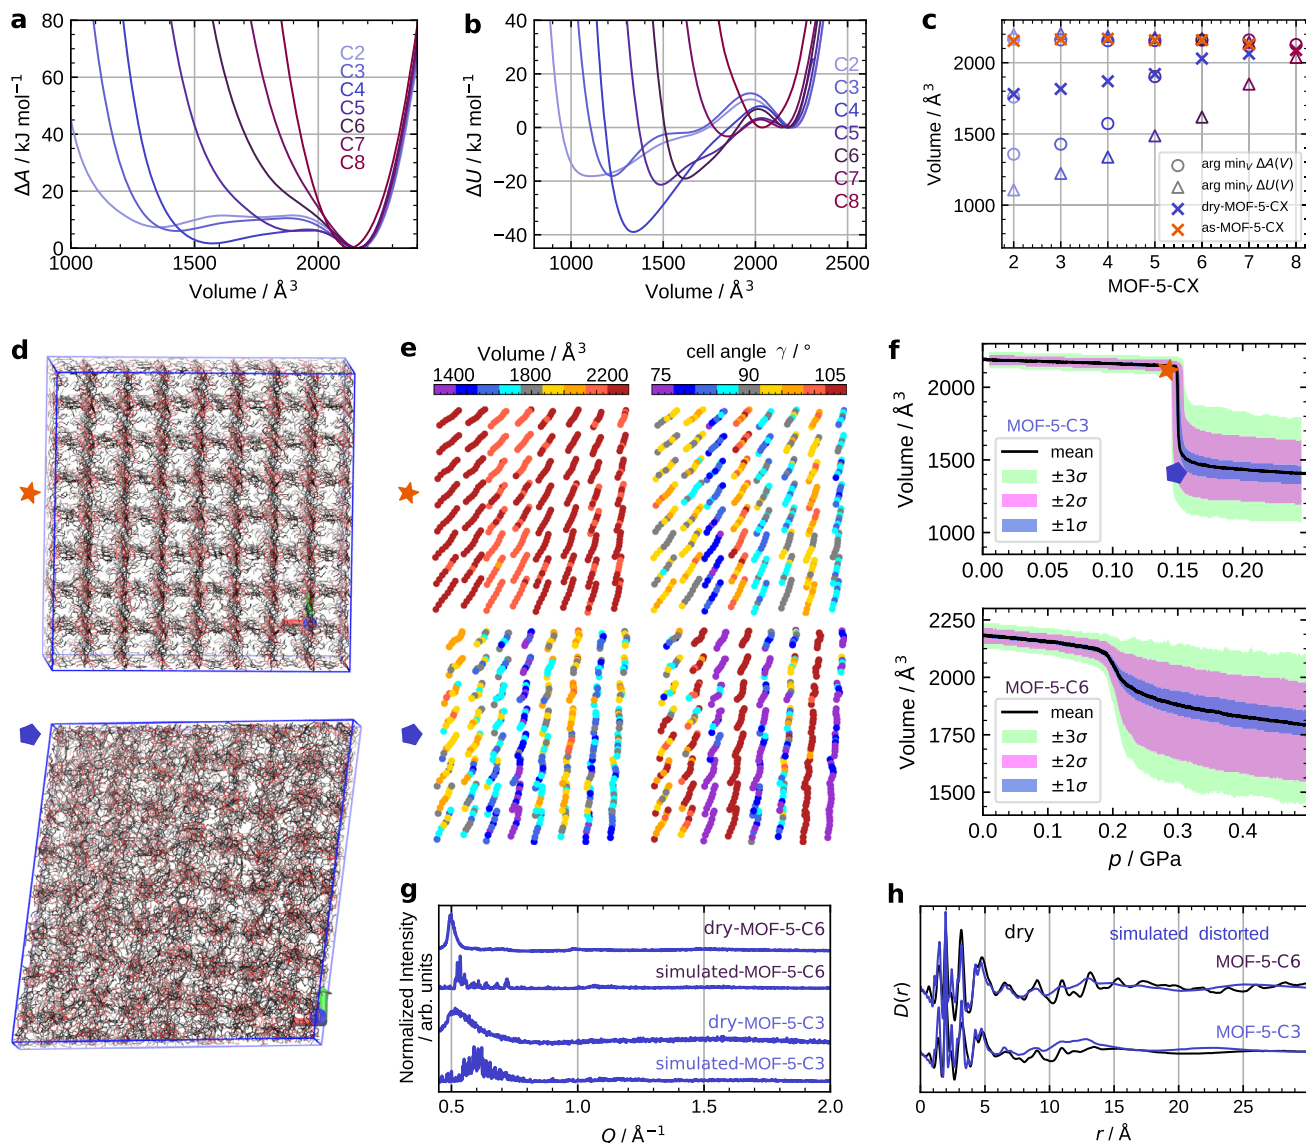 a
ΔA / kJ mol⁻¹
80
60
40
20
0
C2
C3
C4
C5
C6
C7
C8
1000
1500
2000
Volume / Å³
b
ΔU / kJ mol⁻¹
40
20
0
−20
−40
C2
C3
C4
C5
C6
C7
C8
1000
1500
2000
2500
Volume / Å³
c
Volume / Å³
2000
1500
1000
arg minᵥ ΔA(V)
arg minᵥ ΔU(V)
dry-MOF-5-CX
as-MOF-5-CX
2 3 4 5 6 7 8
MOF-5-CX
d
e
Volume / Å³
1400 1800 2200
cell angle γ / °
75 90 105
f
Volume / Å³
2000
1500
1000
MOF-5-C3
mean
±3σ
±2σ
±1σ
0.00 0.05 0.10 0.15 0.20
Volume / Å³
2250
2000
1750
1500
MOF-5-C6
mean
±3σ
±2σ
±1σ
0.0 0.1 0.2 0.3 0.4
p / GPa
g
Normalized Intensity
/ arb. units
dry-MOF-5-C6
simulated-MOF-5-C6
dry-MOF-5-C3
simulated-MOF-5-C3
0.5 1.0 1.5 2.0
Q / Å⁻¹
h
D(r)
dry simulated distorted
MOF-5-C6
MOF-5-C3
0 5 10 15 20 25
r / Å